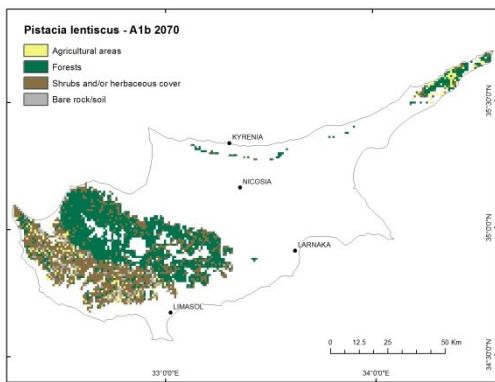 Pistacia lentiscus - A1b 2070
Agricultural areas
Forests
Shrubs and/or herbaceous cover
Bare rock/soil
35°30'0"E
KYRENIA
NICOSIA
35°0'0"E
LARNAKA
LIMASOL
0 12.5 25 50 Km
34°30'0"E
33°0'0"E 34°0'0"E